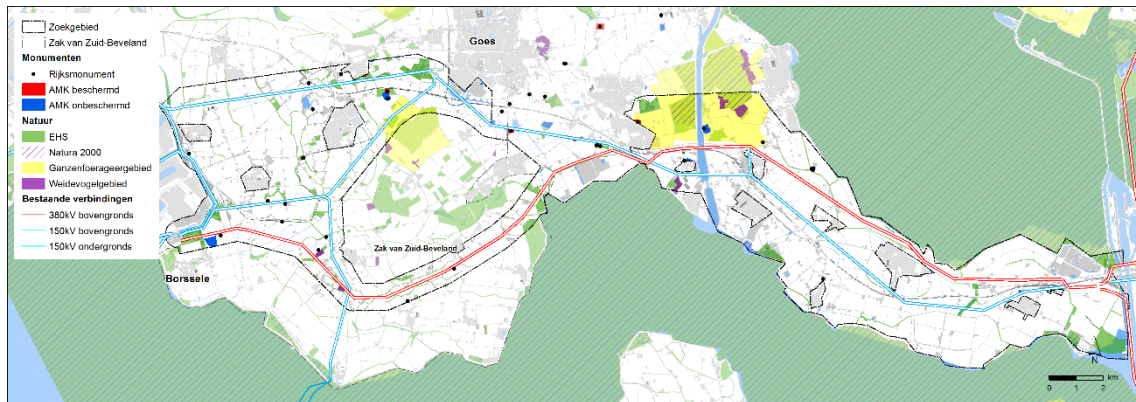 Zoekgebied
Zak van Zuid-Beveland
Monumenten
Rijksmonument
AMK beschermd
AMK onbeschermd
Natuur
EHS
Natura 2000
Ganzenfoerageergebied
Weidevogelgebied
Bestaande verbindingen
380kV bovengronds
150kV bovengronds
150kV ondergronds
Goes
Zak van Zuid-Beveland
Borssele
N
km
0 1 2